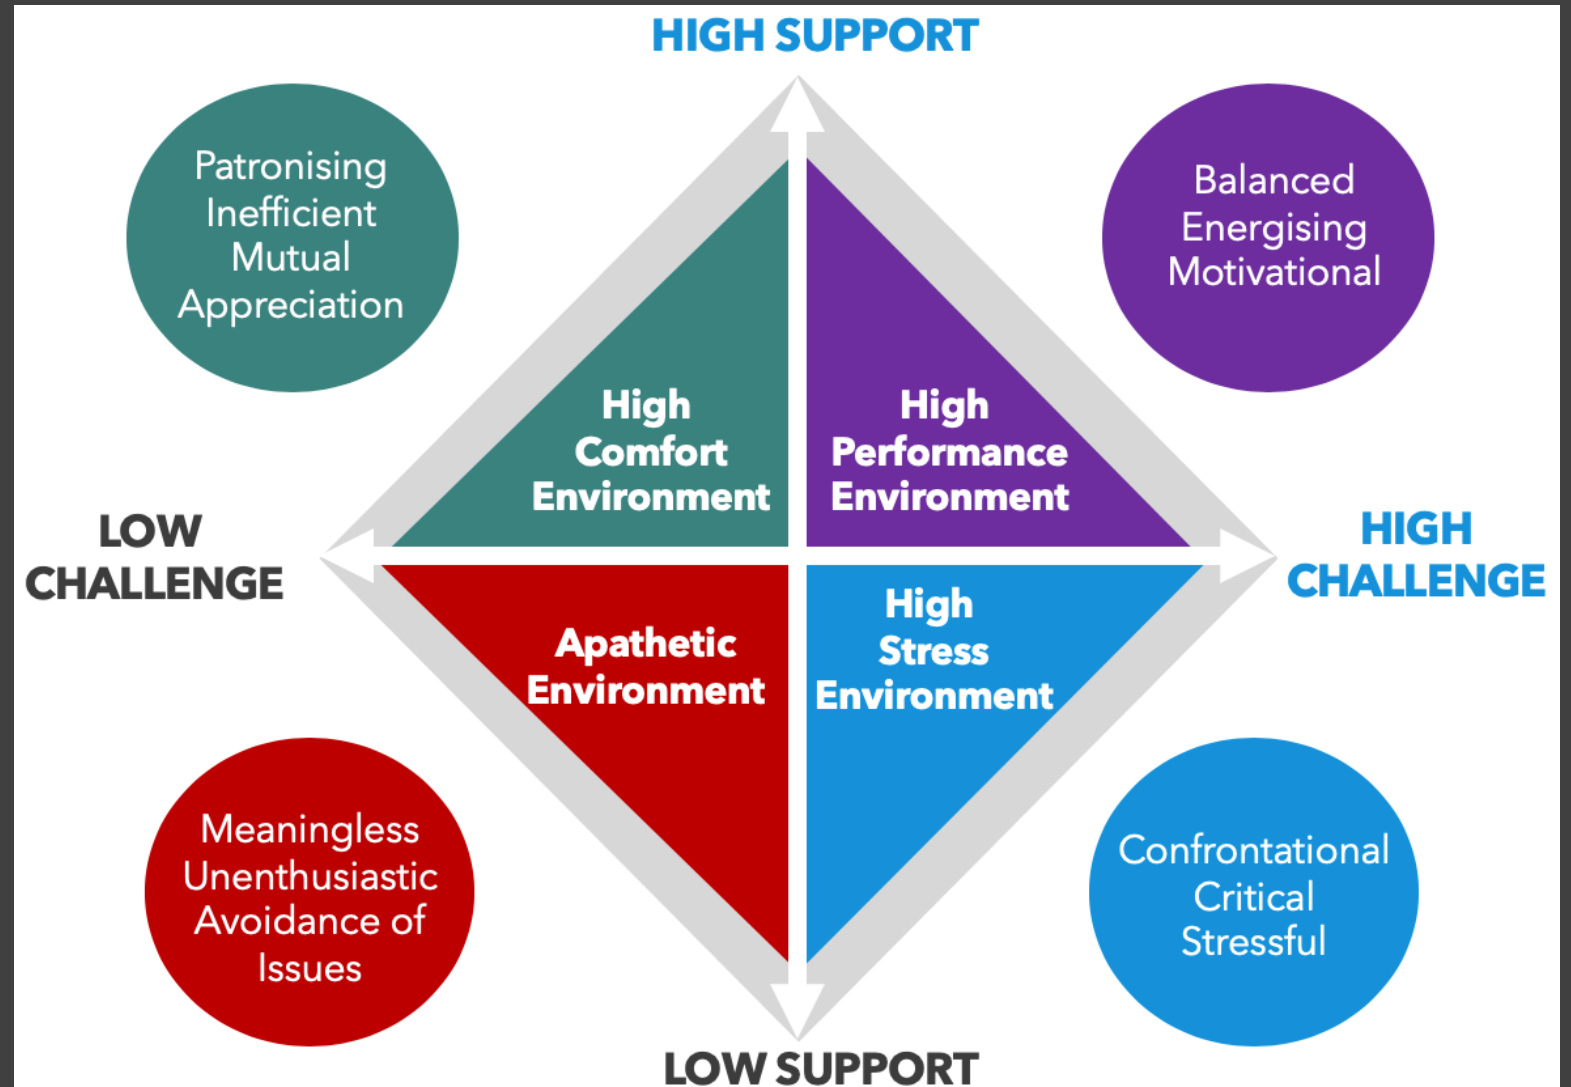 HIGH SUPPORT
Patronising
Inefficient
Mutual
Appreciation
Balanced
Energising
Motivational
High
Comfort
Environment
High
Performance
Environment
LOW
CHALLENGE
HIGH
CHALLENGE
Apathetic
Environment
High
Stress
Environment
Meaningless
Unenthusiastic
Avoidance of
Issues
Confrontational
Critical
Stressful
LOW SUPPORT